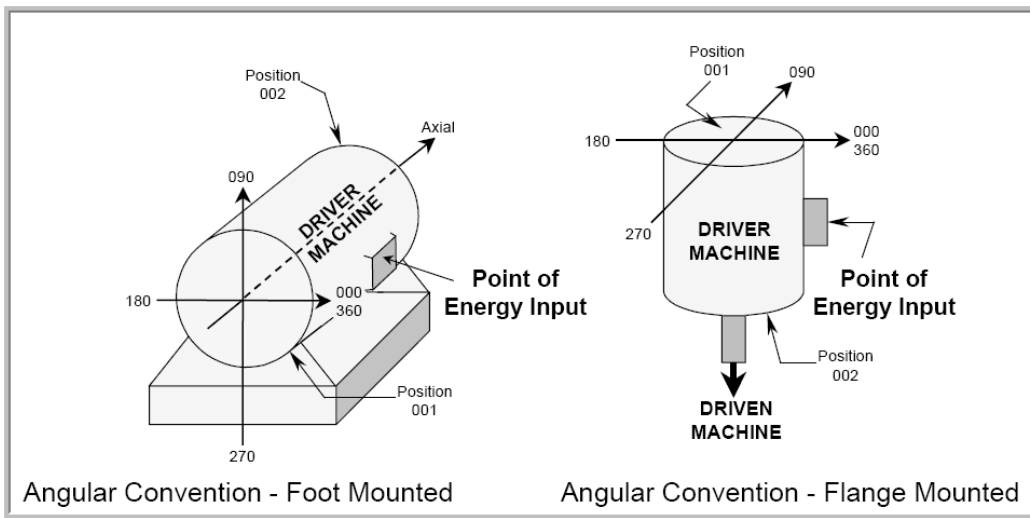 Position
002
Axial
090
DRIVER
MACHINE
Point of
Energy Input
180
000
360
Position
001
270
Angular Convention - Foot Mounted
Position
001
090
180
000
360
270
DRIVER
MACHINE
Point of
Energy Input
Position
002
DRIVEN
MACHINE
Angular Convention - Flange Mounted